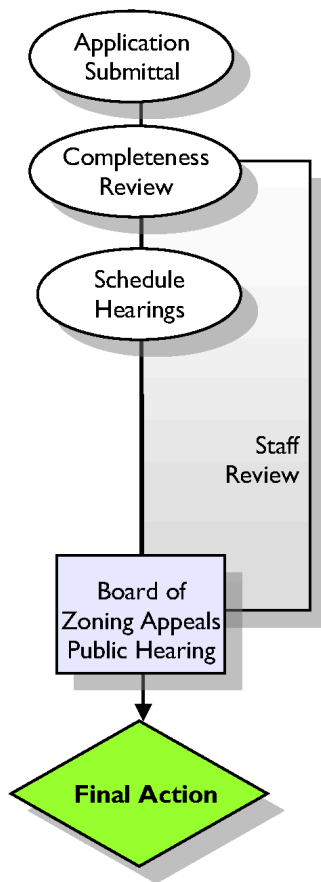 Application
Submittal
Completeness
Review
Schedule
Hearings
Staff
Review
Board of
Zoning Appeals
Public Hearing
Final Action